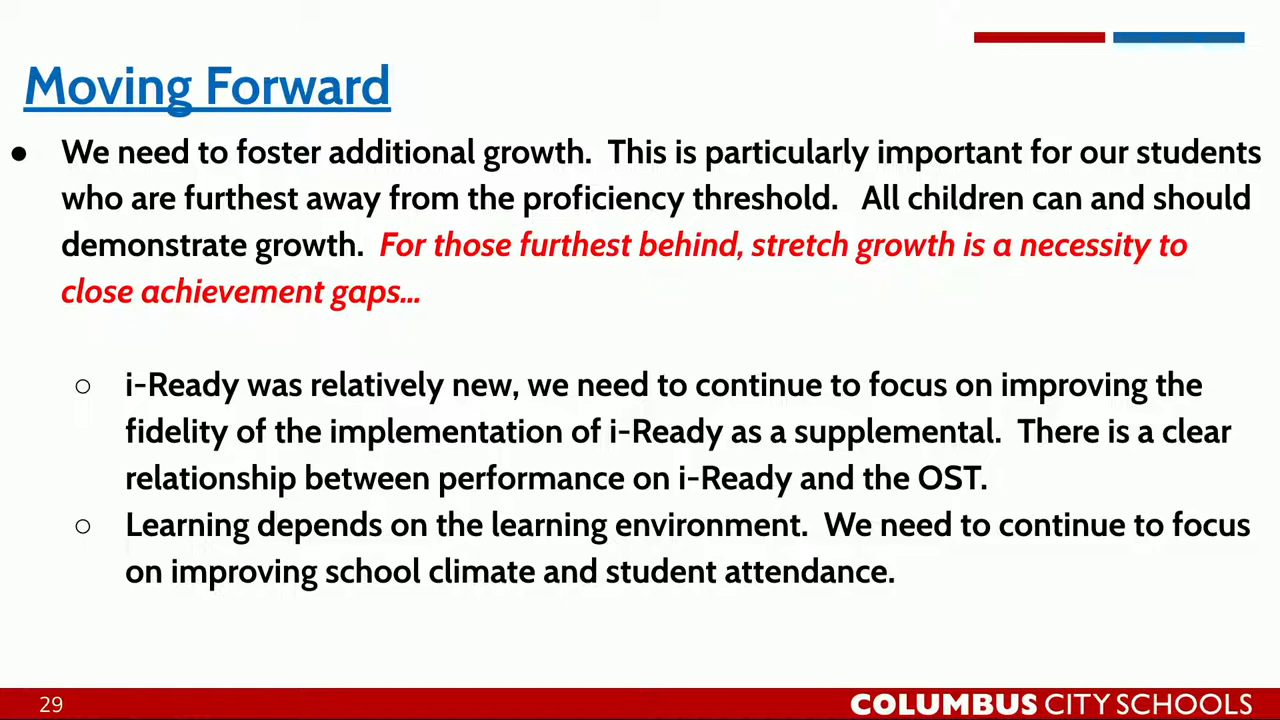 Moving Forward
● We need to foster additional growth. This is particularly important for our students
who are furthest away from the proficiency threshold. All children can and should
demonstrate growth. For those furthest behind, stretch growth is a necessity to
close achievement gaps...
○ i-Ready was relatively new, we need to continue to focus on improving the
fidelity of the implementation of i-Ready as a supplemental. There is a clear
relationship between performance on i-Ready and the OST.
○ Learning depends on the learning environment. We need to continue to focus
on improving school climate and student attendance.
29
COLUMBUS CITY SCHOOLS